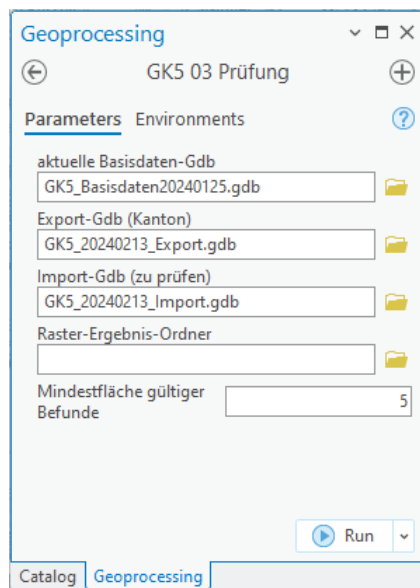 Geoprocessing
GK5 03 Prüfung
Parameters Environments
aktuelle Basisdaten-Gdb
GK5_Basisdaten20240125.gdb
Export-Gdb (Kanton)
GK5_20240213_Export.gdb
Import-Gdb (zu prüfen)
GK5_20240213_Import.gdb
Raster-Ergebnis-Ordner
Mindestfläche gültiger
Befunde
5
Run
Catalog Geoprocessing